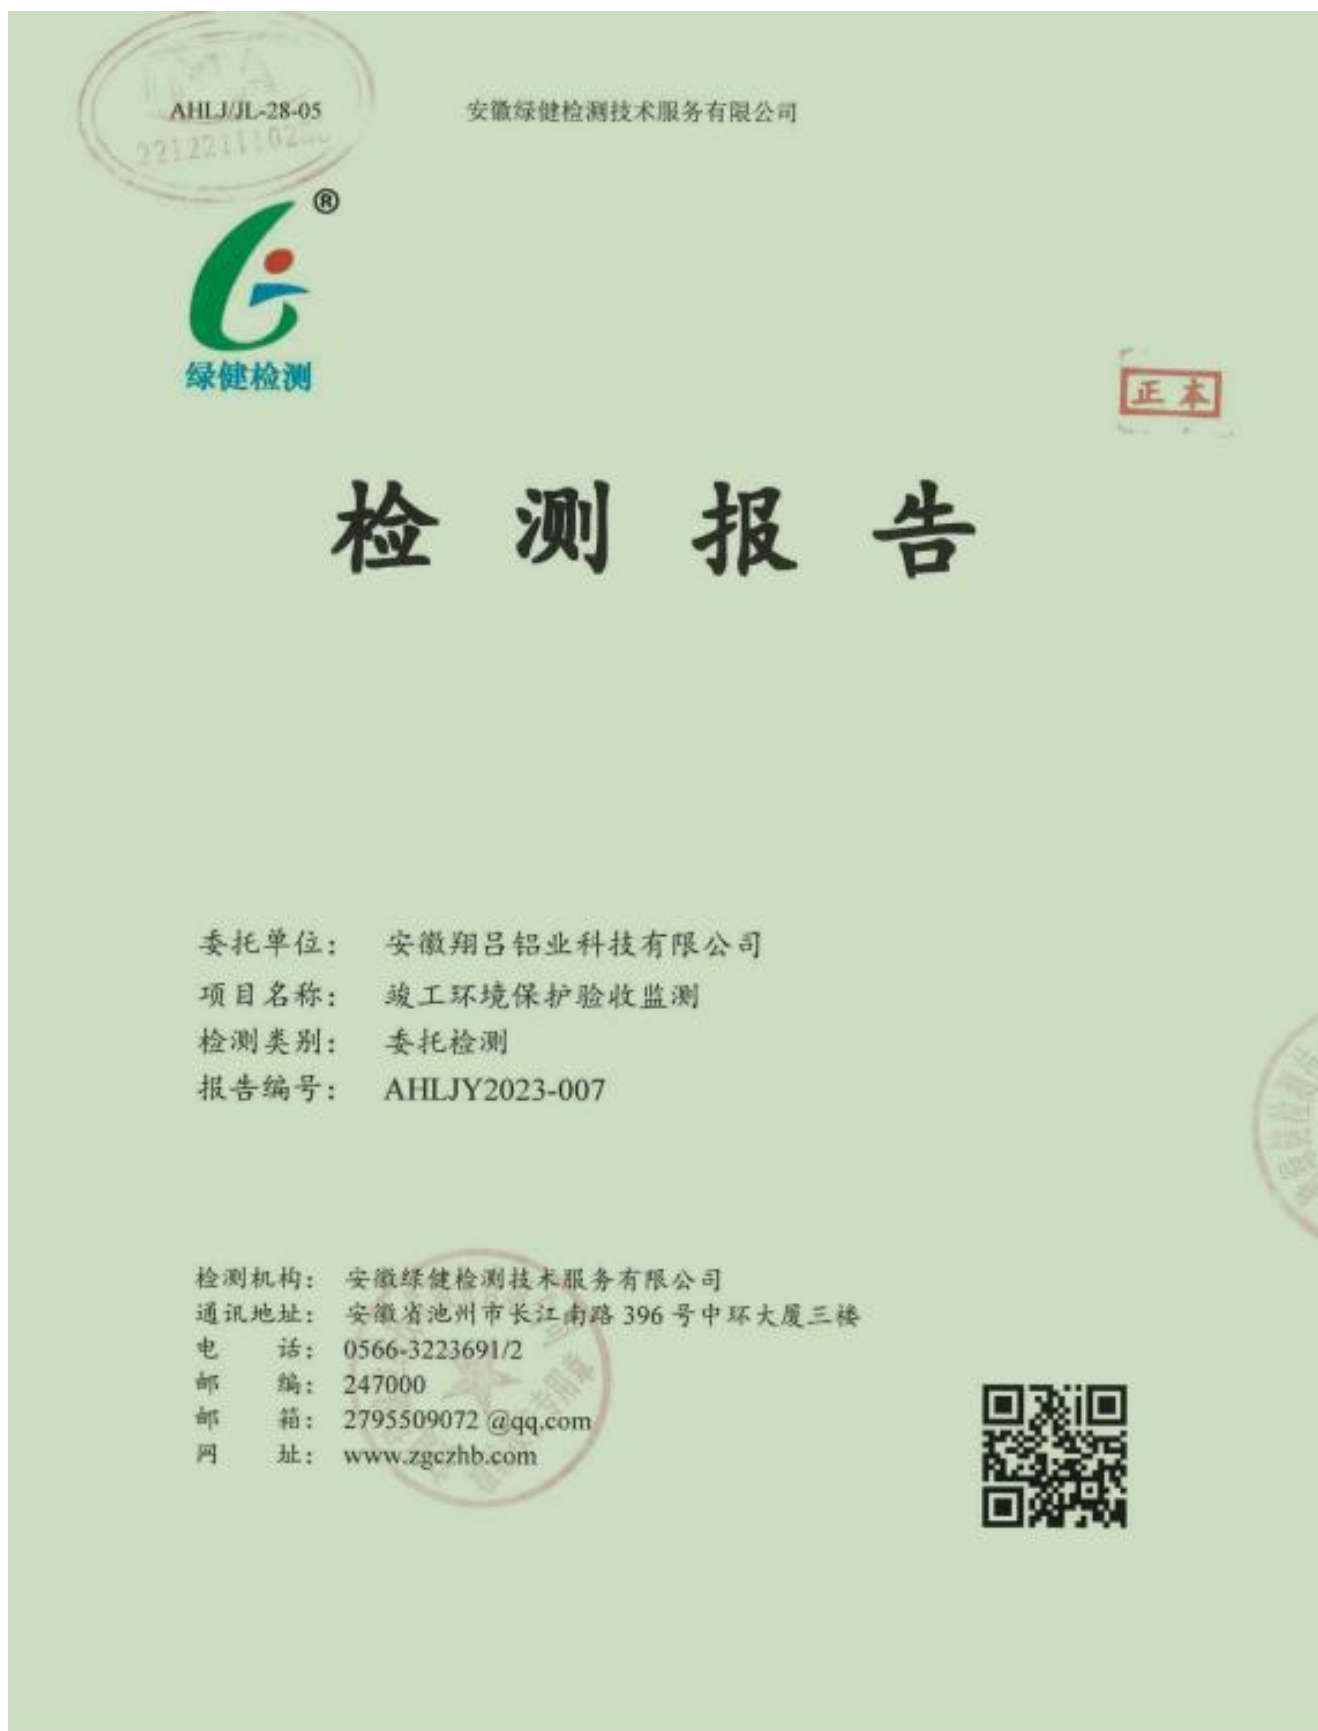 AHLJ/JL-28-05 安徽绿健检测技术服务有限公司
®
绿健检测
正本
检测报告
委托单位： 安徽翔吕铝业科技有限公司
项目名称： 竣工环境保护验收监测
检测类别： 委托检测
报告编号： AHLJY2023-007
检测机构： 安徽绿健检测技术服务有限公司
通讯地址： 安徽省池州市长江南路 396 号中环大厦三楼
电 话： 0566-3223691/2
邮 编： 247000
邮 箱： 2795509072 @qq.com
网 址： www.zgczhb.com
专用章